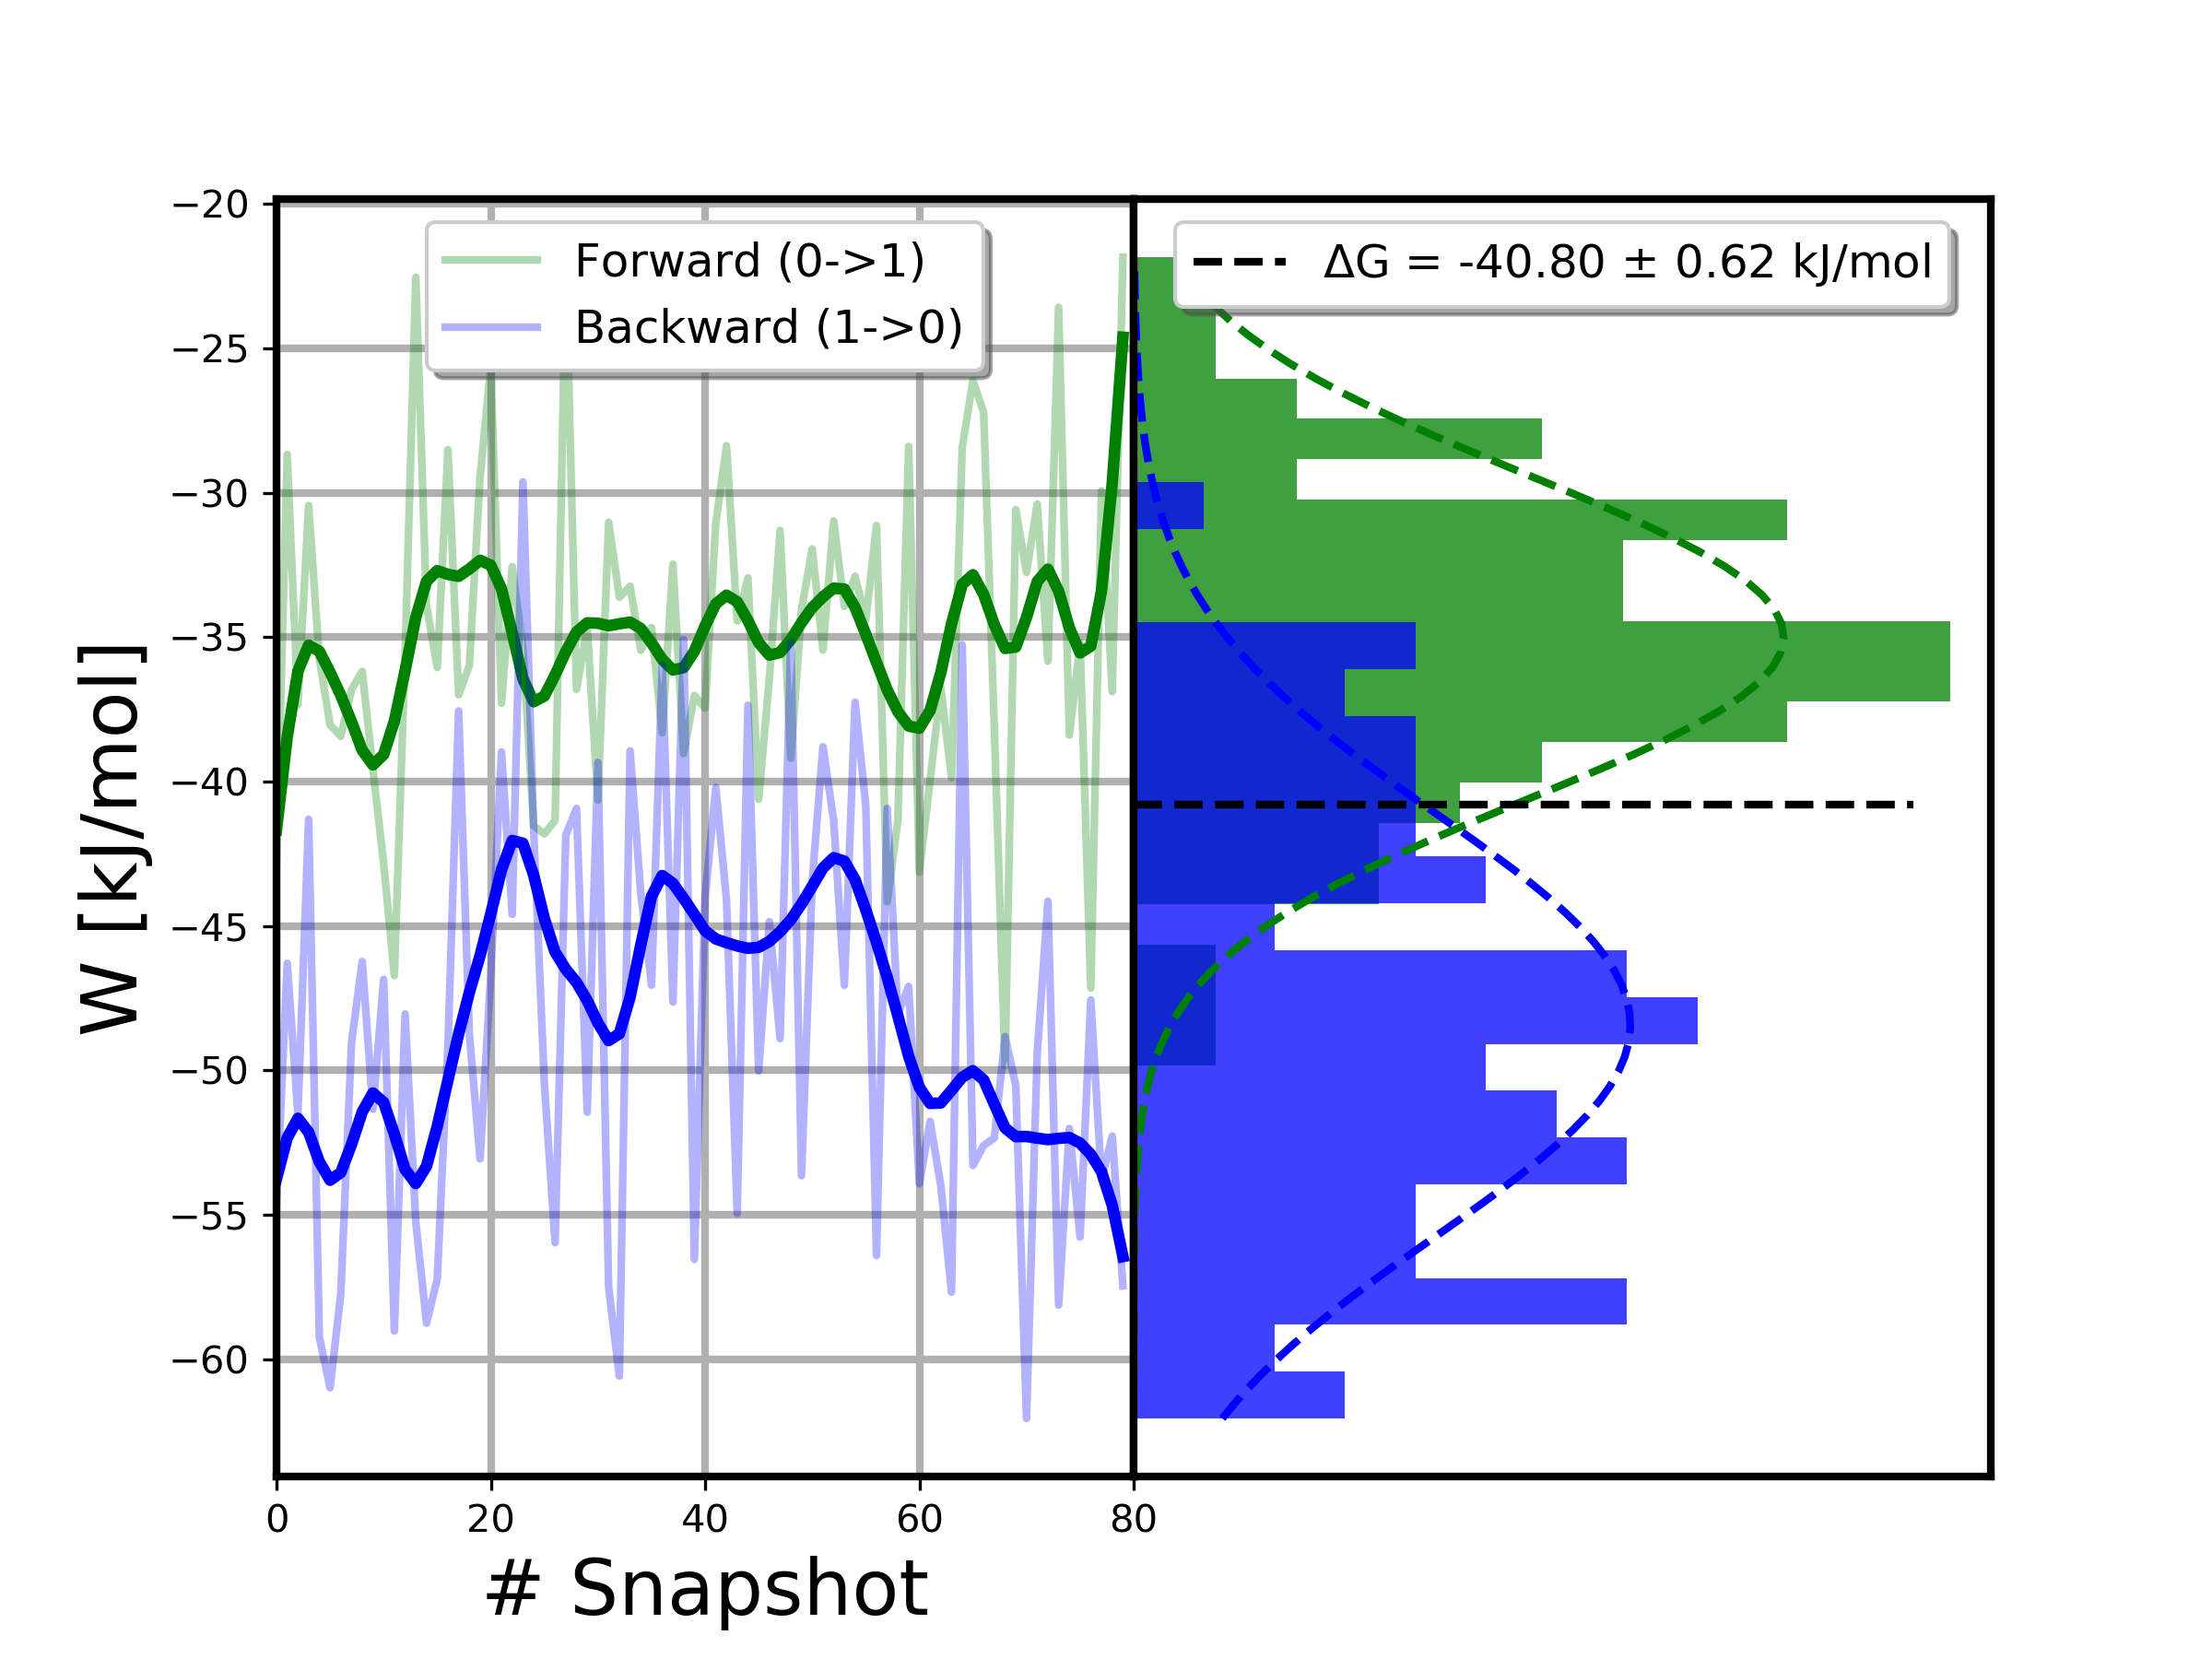 Forward (0->1)
Backward (1->0)
ΔG = -40.80 ± 0.62 kJ/mol
W [kJ/mol]
−20
−25
−30
−35
−40
−45
−50
−55
−60
0 20 40 60 80
# Snapshot